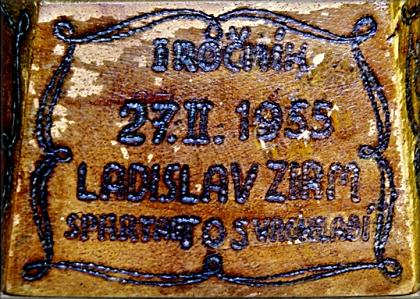 I ROČNÍK
27.II. 1955
LADISLAV ZIRM
SPARTAK